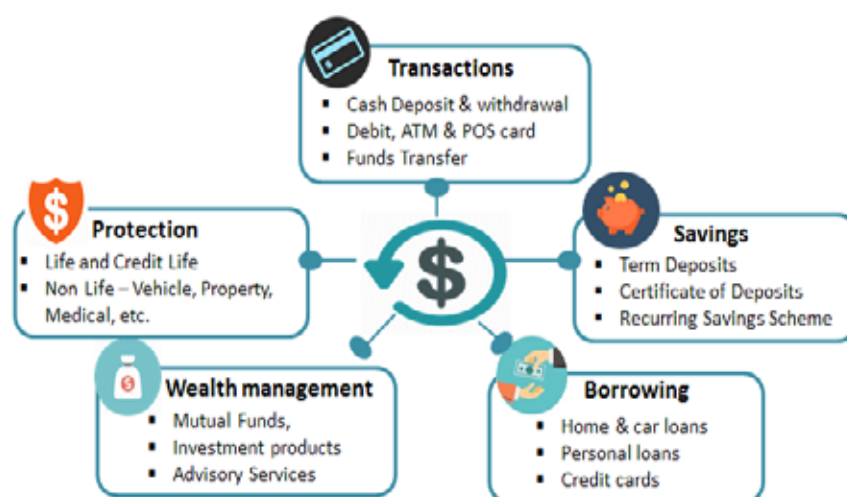 Transactions
▪ Cash Deposit & withdrawal
▪ Debit, ATM & POS card
▪ Funds Transfer
$
Protection
▪ Life and Credit Life
▪ Non Life – Vehicle, Property,
Medical, etc.
$
Savings
▪ Term Deposits
▪ Certificate of Deposits
▪ Recurring Savings Scheme
$
Wealth management
▪ Mutual Funds,
▪ Investment products
▪ Advisory Services
Borrowing
▪ Home & car loans
▪ Personal loans
▪ Credit cards